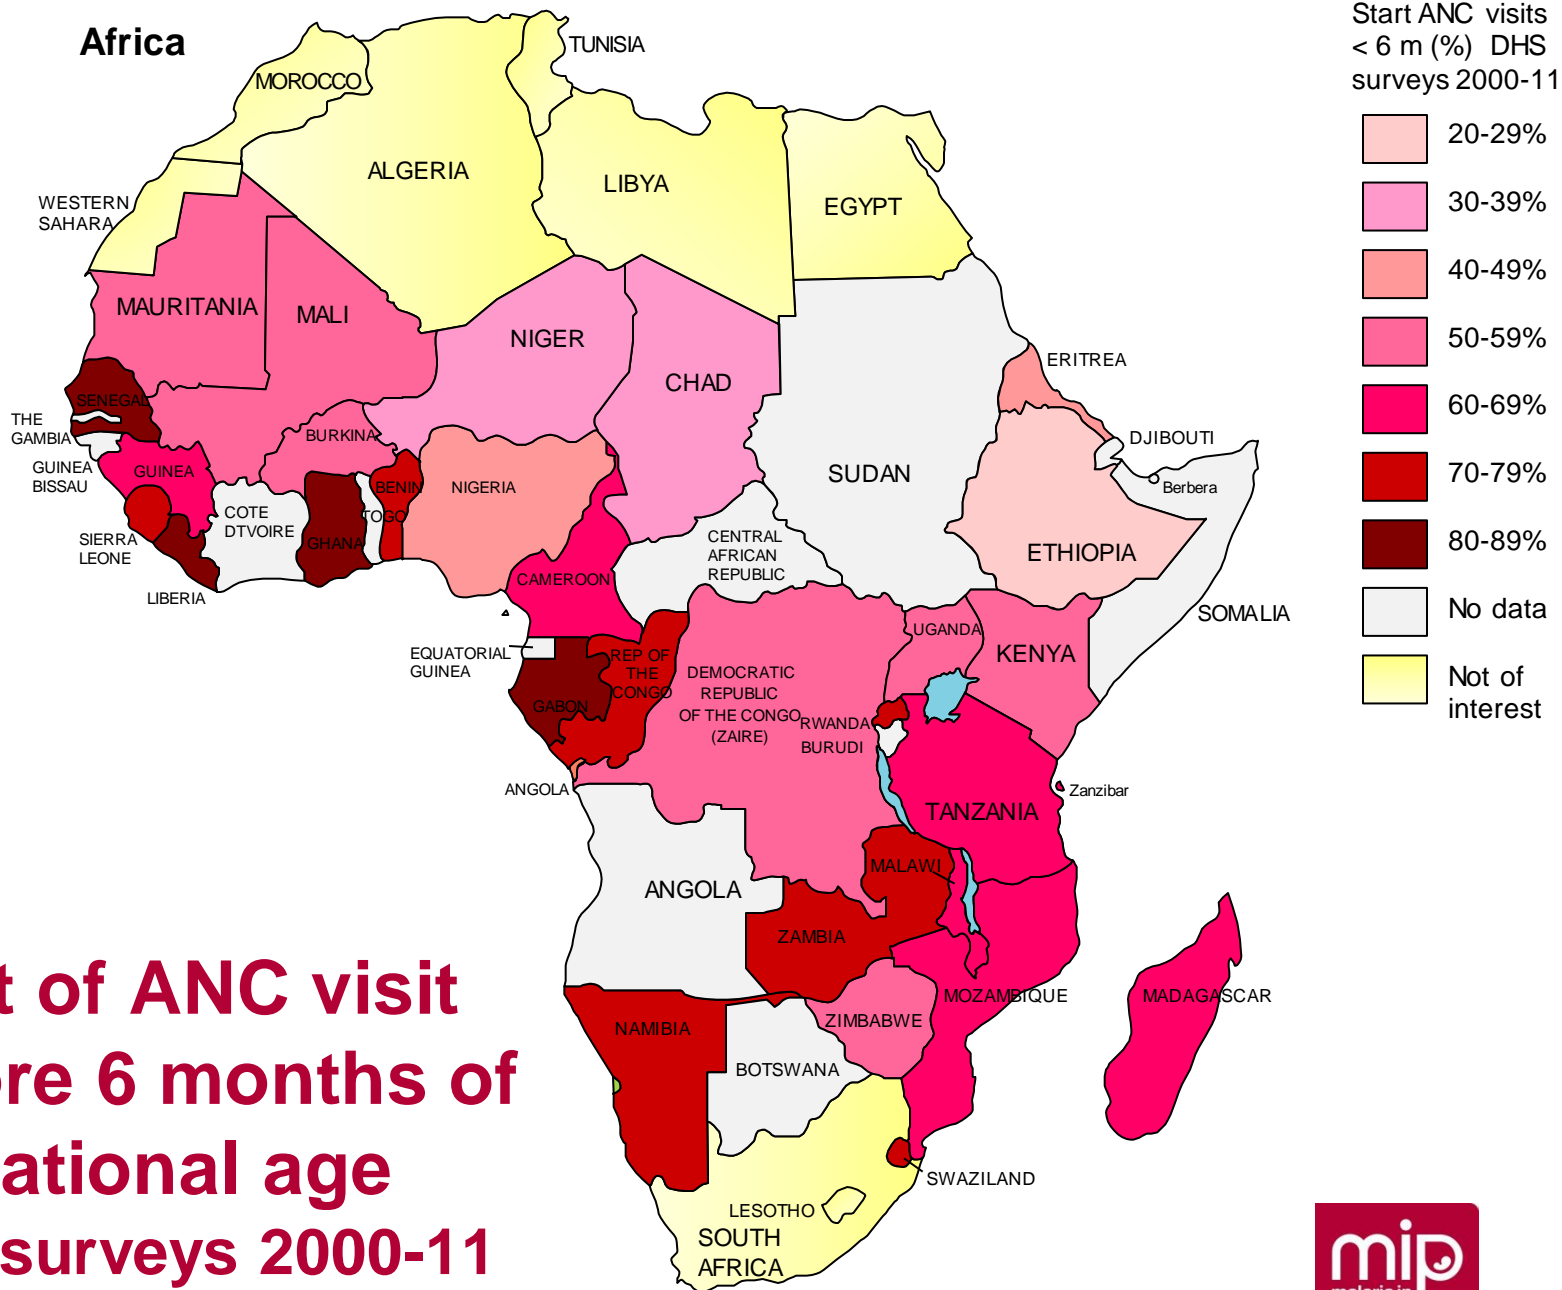 Africa
TUNISIA
MOROCCO
ALGERIA
LIBYA
EGYPT
WESTERN
SAHARA
MAURITANIA
MALI
NIGER
CHAD
ERITREA
SENEGAL
THE
GAMBIA
GUINEA
BISSAU
GUINEA
BURKINA
BENIN
NIGERIA
SUDAN
DJIBOUTI
Berbera
COTE
DTVOIRE
TOGO
GHANA
SIERRA
LEONE
LIBERIA
CENTRAL
AFRICAN
REPUBLIC
ETHIOPIA
CAMEROON
SOMALIA
EQUATORIAL
GUINEA
UGANDA
KENYA
REP OF
THE
CONGO
GABON
DEMOCRATIC
REPUBLIC
OF THE CONGO
(ZAIRE)
RWANDA
BURUDI
ANGOLA
Zanzibar
TANZANIA
MALAWI
ANGOLA
ZAMBIA
MOZAMBIQUE
MADAGASCAR
NAMIBIA
ZIMBABWE
BOTSWANA
SWAZILAND
LESOTHO
SOUTH
AFRICA
Start ANC visits
< 6 m (%) DHS
surveys 2000-11
20-29%
30-39%
40-49%
50-59%
60-69%
70-79%
80-89%
No data
Not of
interest
t of ANC visit
ore 6 months of
ational age
surveys 2000-11
mip
malaria in